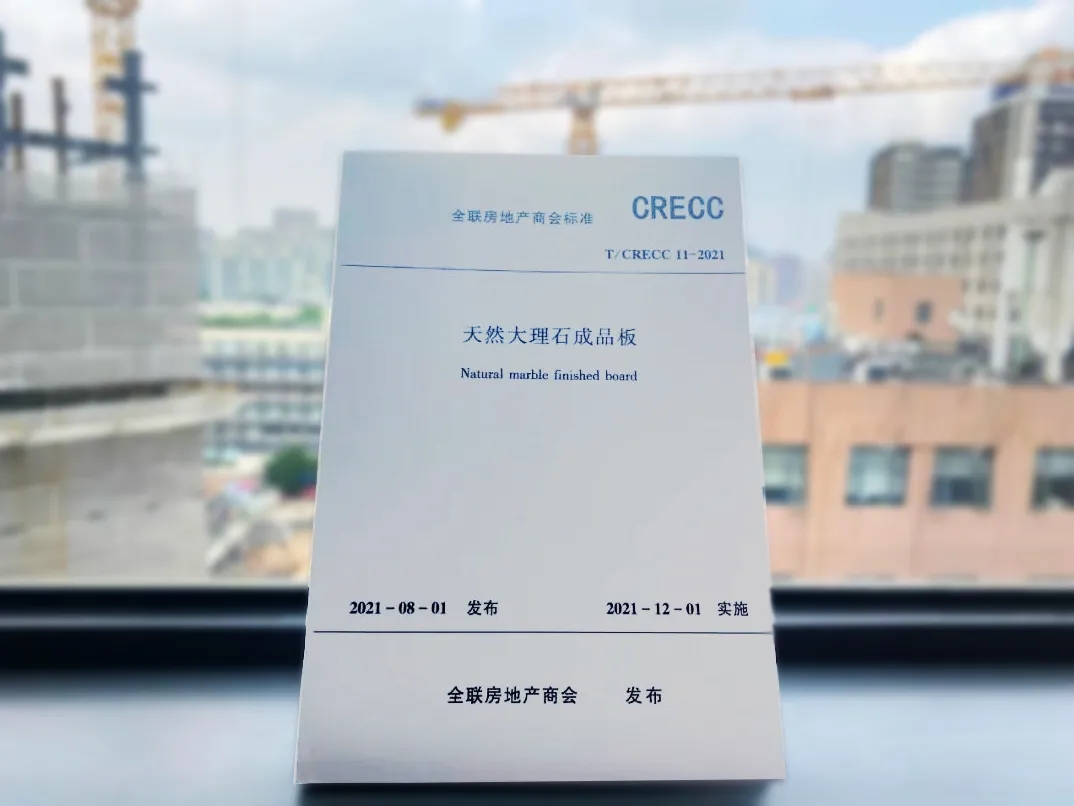 全联房地产商会标准 CRECC
T/CRECC 11-2021
天然大理石成品板
Natural marble finished board
2021-08-01 发布 2021-12-01 实施
全联房地产商会 发布